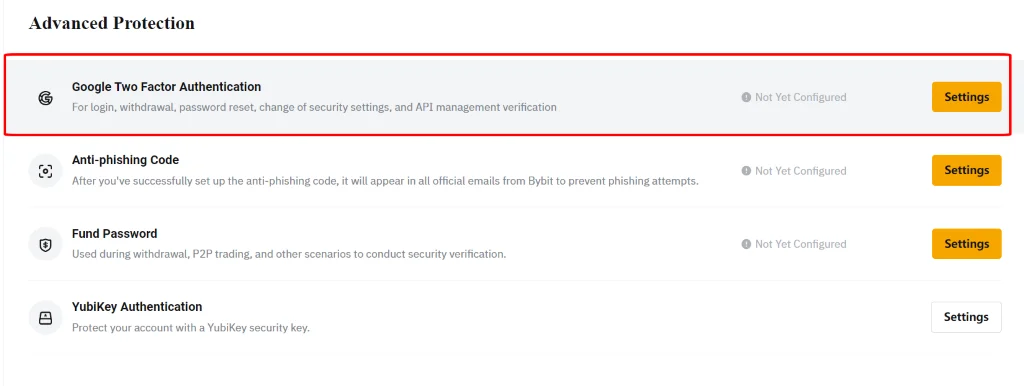 Advanced Protection
Google Two Factor Authentication
For login, withdrawal, password reset, change of security settings, and API management verification
Not Yet Configured
Settings
Anti-phishing Code
After you've successfully set up the anti-phishing code, it will appear in all official emails from Bybit to prevent phishing attempts.
Not Yet Configured
Settings
Fund Password
Used during withdrawal, P2P trading, and other scenarios to conduct security verification.
Not Yet Configured
Settings
YubiKey Authentication
Protect your account with a YubiKey security key.
Settings